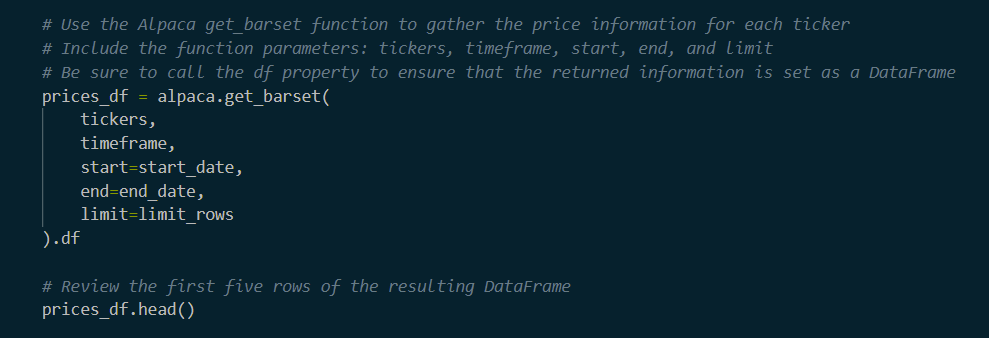 # Use the Alpaca get_barset function to gather the price information for each ticker
# Include the function parameters: tickers, timeframe, start, end, and limit
# Be sure to call the df property to ensure that the returned information is set as a DataFrame
prices_df = alpaca.get_barset(
    tickers,
    timeframe,
    start=start_date,
    end=end_date,
    limit=limit_rows
).df

# Review the first five rows of the resulting DataFrame
prices_df.head()